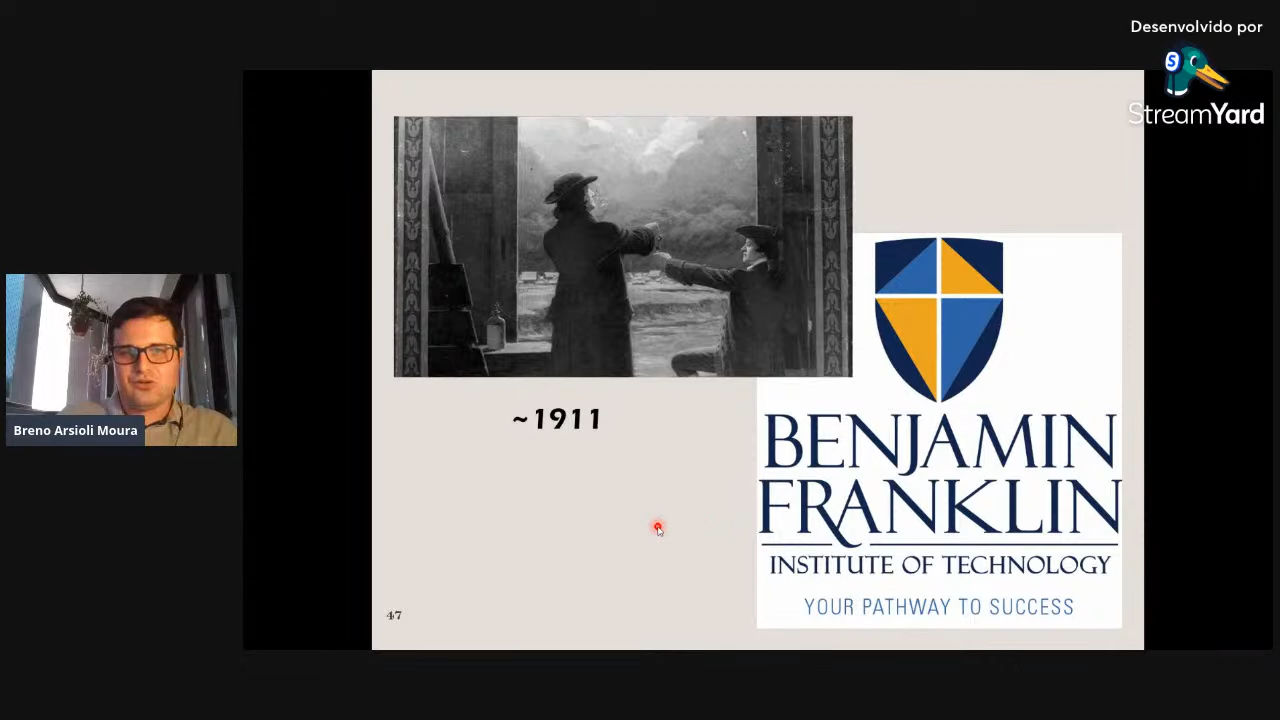 Desenvolvido por
S
StreamYard
~1911
BENJAMIN
FRANKLIN
INSTITUTE OF TECHNOLOGY
YOUR PATHWAY TO SUCCESS
Breno Arsioli Moura
47